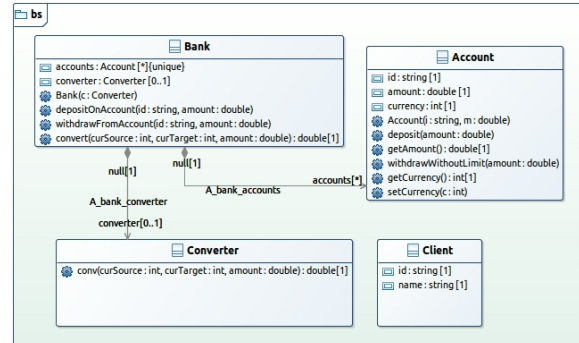 bs
Bank
accounts : Account [*]{unique}
converter : Converter [0..1]
Bank(c : Converter)
depositOnAccount(id : string, amount : double)
withdrawFromAccount(id : string, amount : double)
convert(curSource : int, curTarget : int, amount : double) : double[1]
Account
id : string [1]
amount : double [1]
currency : int [1]
Account(i : string, m : double)
deposit(amount : double)
getAmount() : double[1]
withdrawWithoutLimit(amount : double)
getCurrency() : int[1]
setCurrency(c : int)
null[1]
null[1]
accounts[*]
A_bank_accounts
A_bank_converter
converter[0..1]
Converter
conv(curSource : int, curTarget : int, amount : double) : double[1]
Client
id : string [1]
name : string [1]